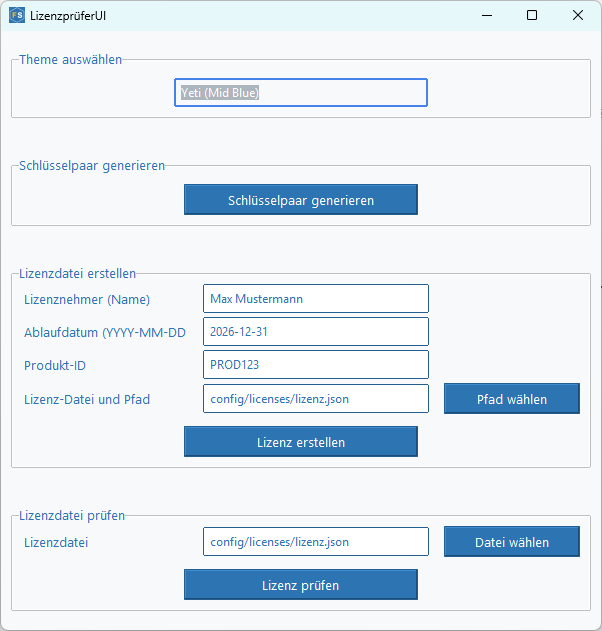 FS LizenzprüferUI
Theme auswählen
Yeti (Mid Blue)
Schlüsselpaar generieren
Schlüsselpaar generieren
Lizenzdatei erstellen
Lizenznehmer (Name) Max Mustermann
Ablaufdatum (YYYY-MM-DD 2026-12-31
Produkt-ID PROD123
Lizenz-Datei und Pfad config/licenses/lizenz.json Pfad wählen
Lizenz erstellen
Lizenzdatei prüfen
Lizenzdatei config/licenses/lizenz.json Datei wählen
Lizenz prüfen